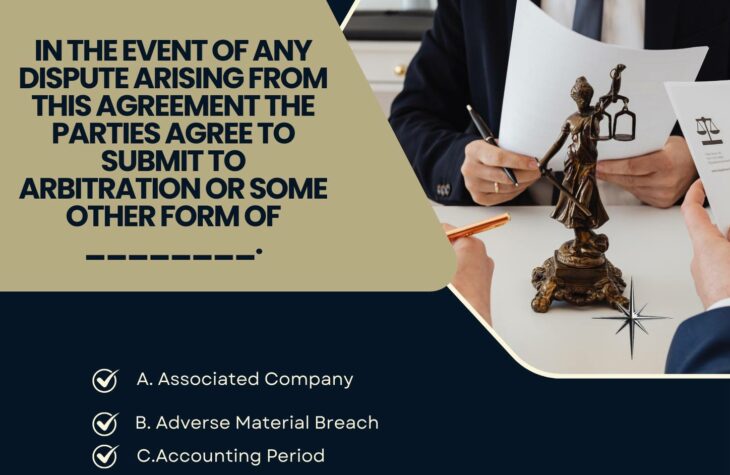 IN THE EVENT OF ANY
DISPUTE ARISING FROM
THIS AGREEMENT THE
PARTIES AGREE TO
SUBMIT TO
ARBITRATION OR SOME
OTHER FORM OF
________.
A. Associated Company
B. Adverse Material Breach
C.Accounting Period